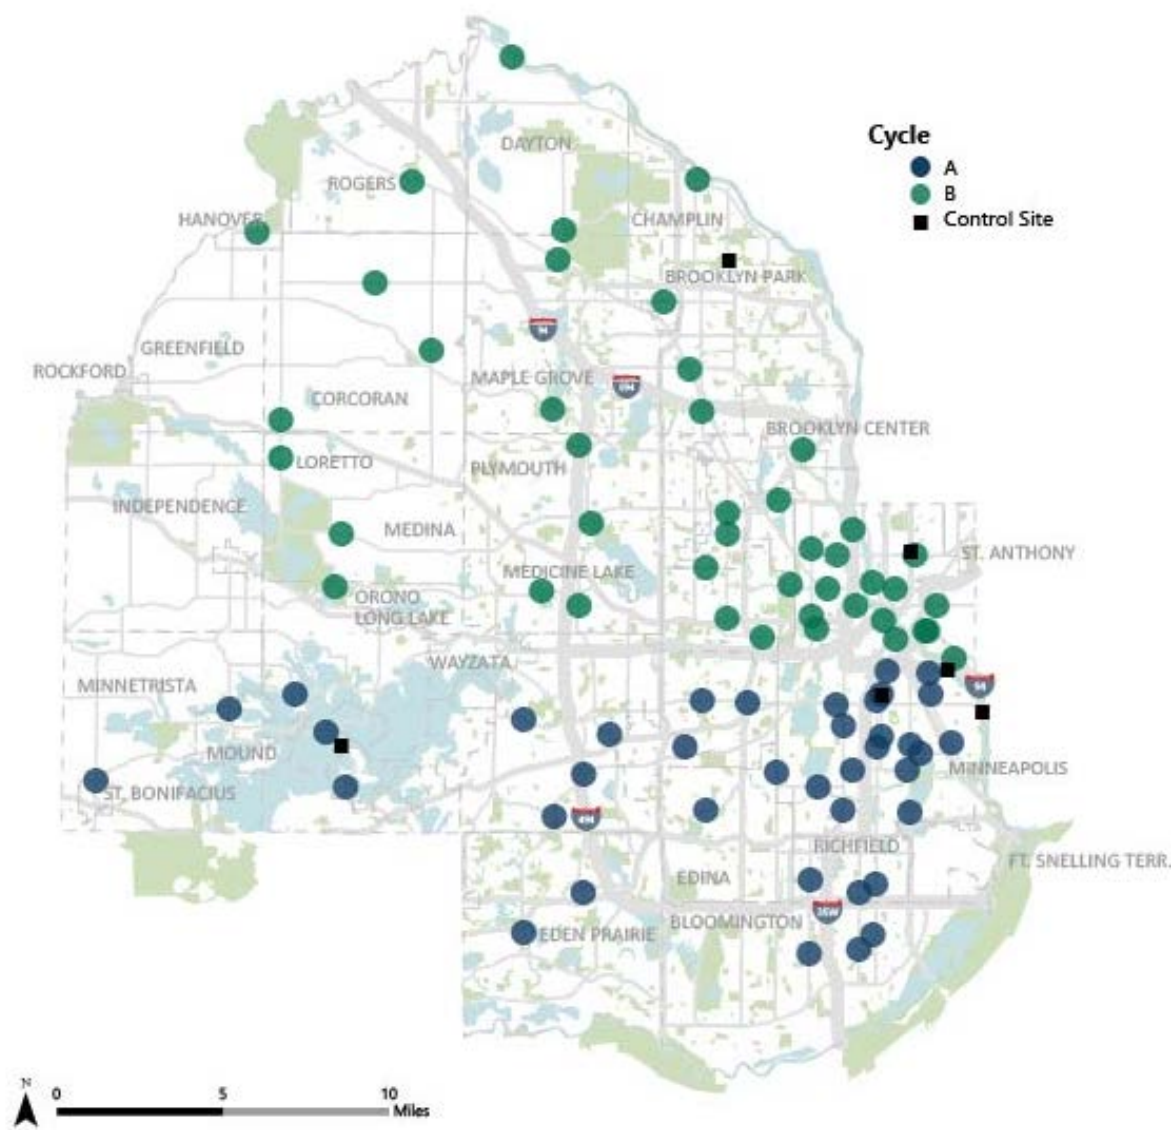 DAYTON
Cycle
A
B
Control Site
ROGERS
HANOVER
CHAMPLIN
BROOKLYN PARK
94
GREENFIELD
ROCKFORD
MAPLE GROVE
694
CORCORAN
BROOKLYN CENTER
LORETTO
PLYMOUTH
INDEPENDENCE
MEDINA
ST. ANTHONY
MEDICINE LAKE
ORONO
LONG LAKE
WAYZATA
MINNETRISTA
94
MOUND
MINNEAPOLIS
ST. BONIFACIUS
494
RICHFIELD
FT. SNELLING TERR.
EDINA
35W
BLOOMINGTON
EDEN PRAIRIE
N
0 5 10
Miles